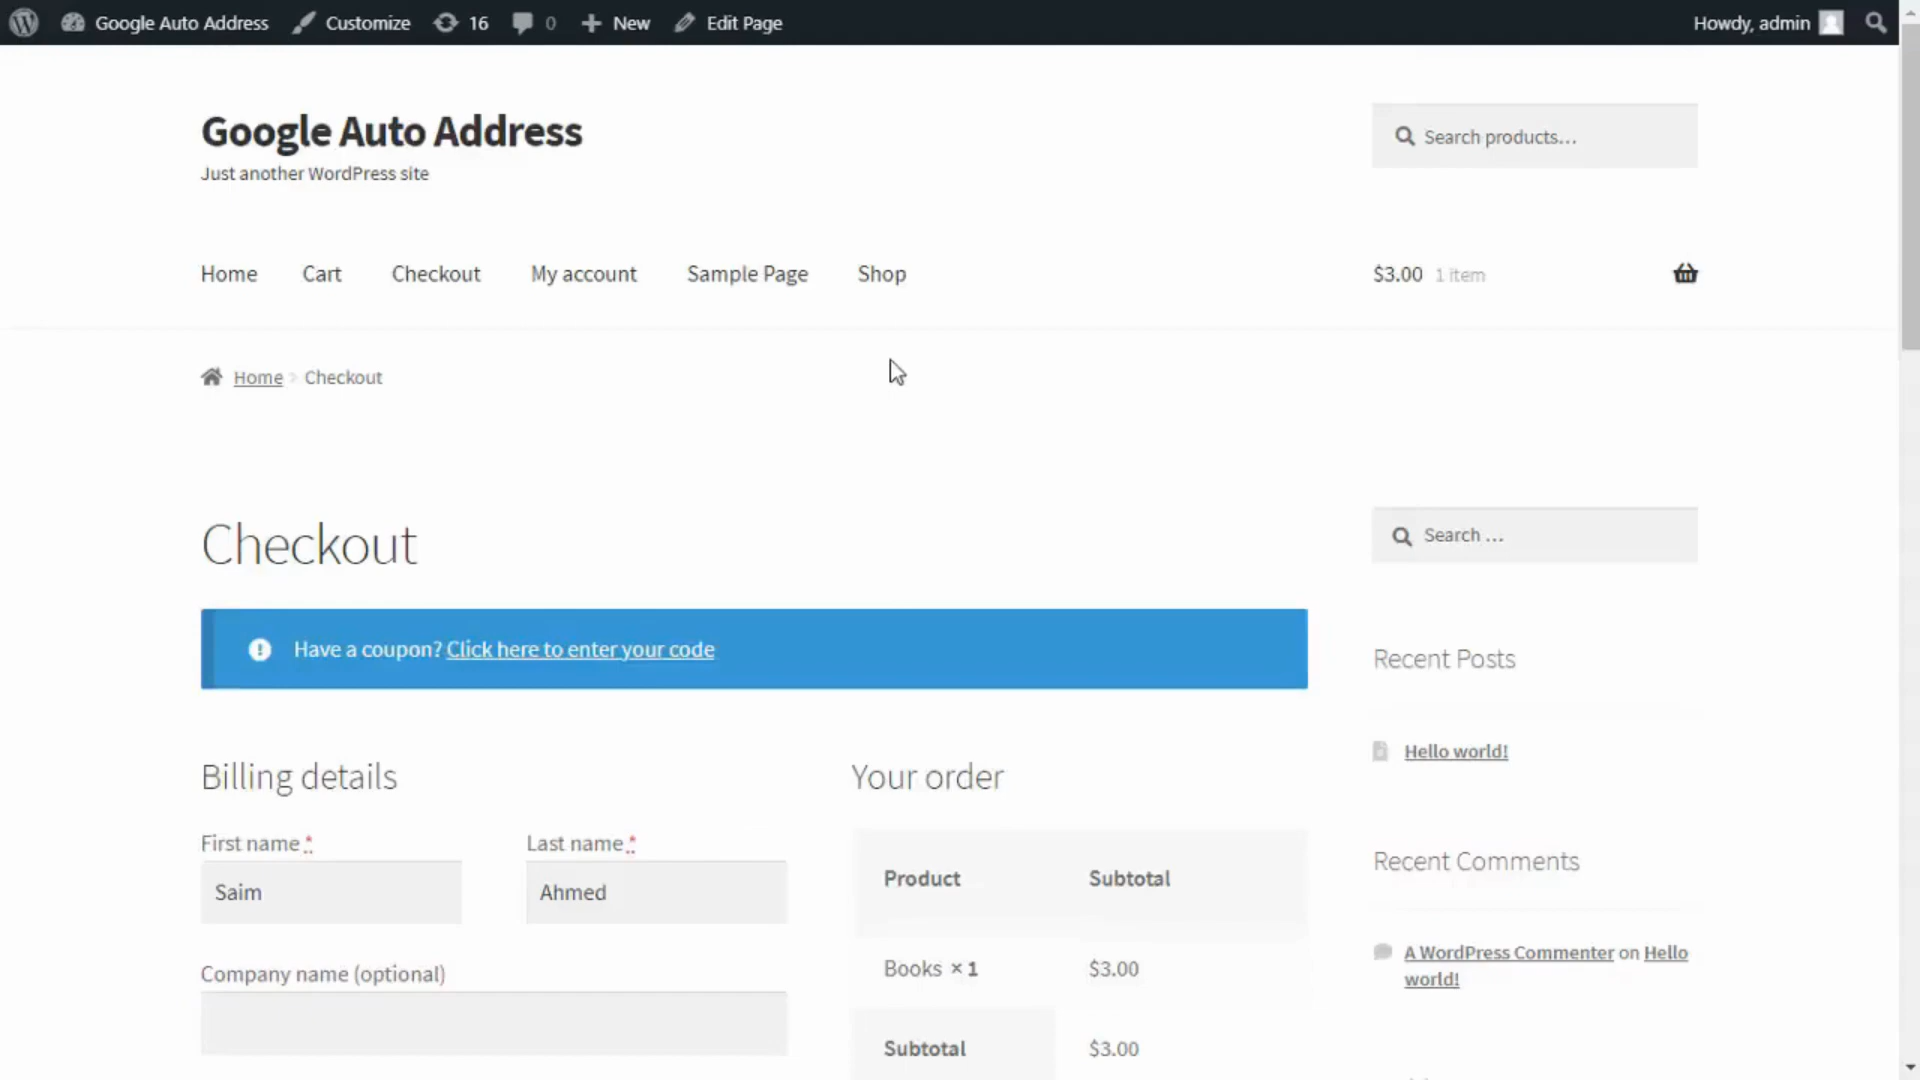 Google Auto Address Customize 16 0 New Edit Page Howdy, admin
Google Auto Address
Just another WordPress site
Search products…
Home Cart Checkout My account Sample Page Shop
$3.00 1 item
Home Checkout
Checkout
Search …
Have a coupon? Click here to enter your code
Recent Posts
Hello world!
Billing details
First name * Last name *
Saim Ahmed
Company name (optional)
Your order
Product Subtotal
Books × 1 $3.00
Subtotal $3.00
Recent Comments
A WordPress Commenter on Hello
world!